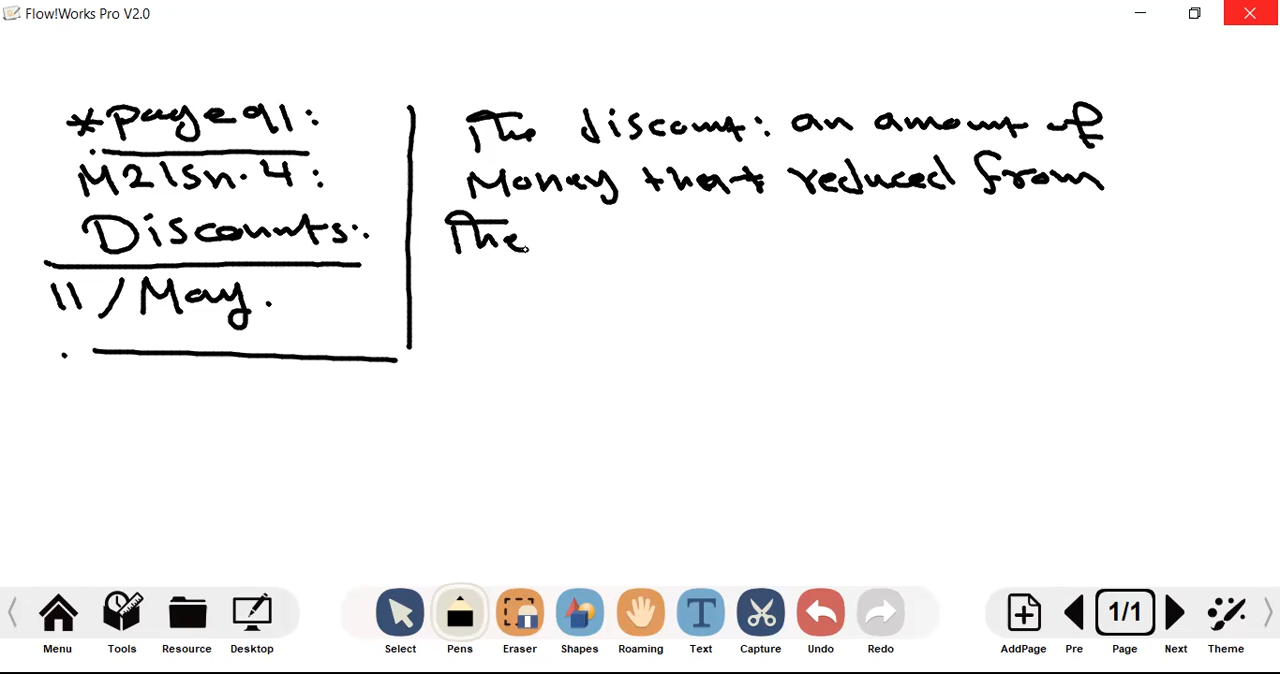 Flow!Works Pro V2.0
*page 91:
M2 lsn. 4:
Discounts:.
11/May.
The discount: an amount of
Money that reduced from
The
Menu Tools Resource Desktop Select Pens Eraser Shapes Roaming Text Capture Undo Redo AddPage Pre 1/1 Page Next Theme